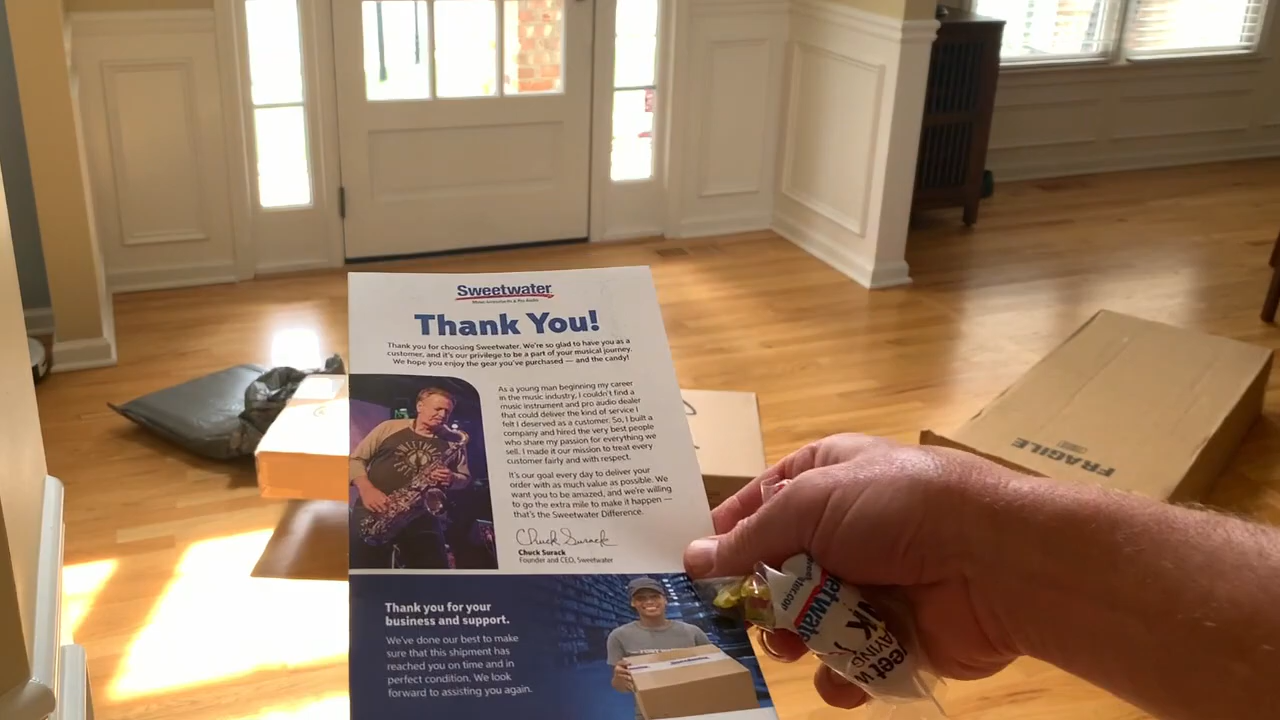 Sweetwater
Music Instruments & Pro Audio
Thank You!
Thank you for choosing Sweetwater. We're so glad to have you as a
customer, and it's our privilege to be a part of your musical journey.
We hope you enjoy the gear you've purchased — and the candy!
As a young man beginning my career
in the music industry, I couldn't find a
music instrument and pro audio dealer
that could deliver the kind of service I
felt I deserved as a customer. So, I built a
company and hired the very best people
who share my passion for everything we
sell. I made it our mission to treat every
customer fairly and with respect.
It's our goal every day to deliver your
order with as much value as possible. We
want you to be amazed, and we're willing
to go the extra mile to make it happen —
that's the Sweetwater Difference.
Chuck Surack
Chuck Surack
Founder and CEO, Sweetwater
Thank you for your
business and support.
We've done our best to make
sure that this shipment has
reached you on time and in
perfect condition. We look
forward to assisting you again.
FRAGILE